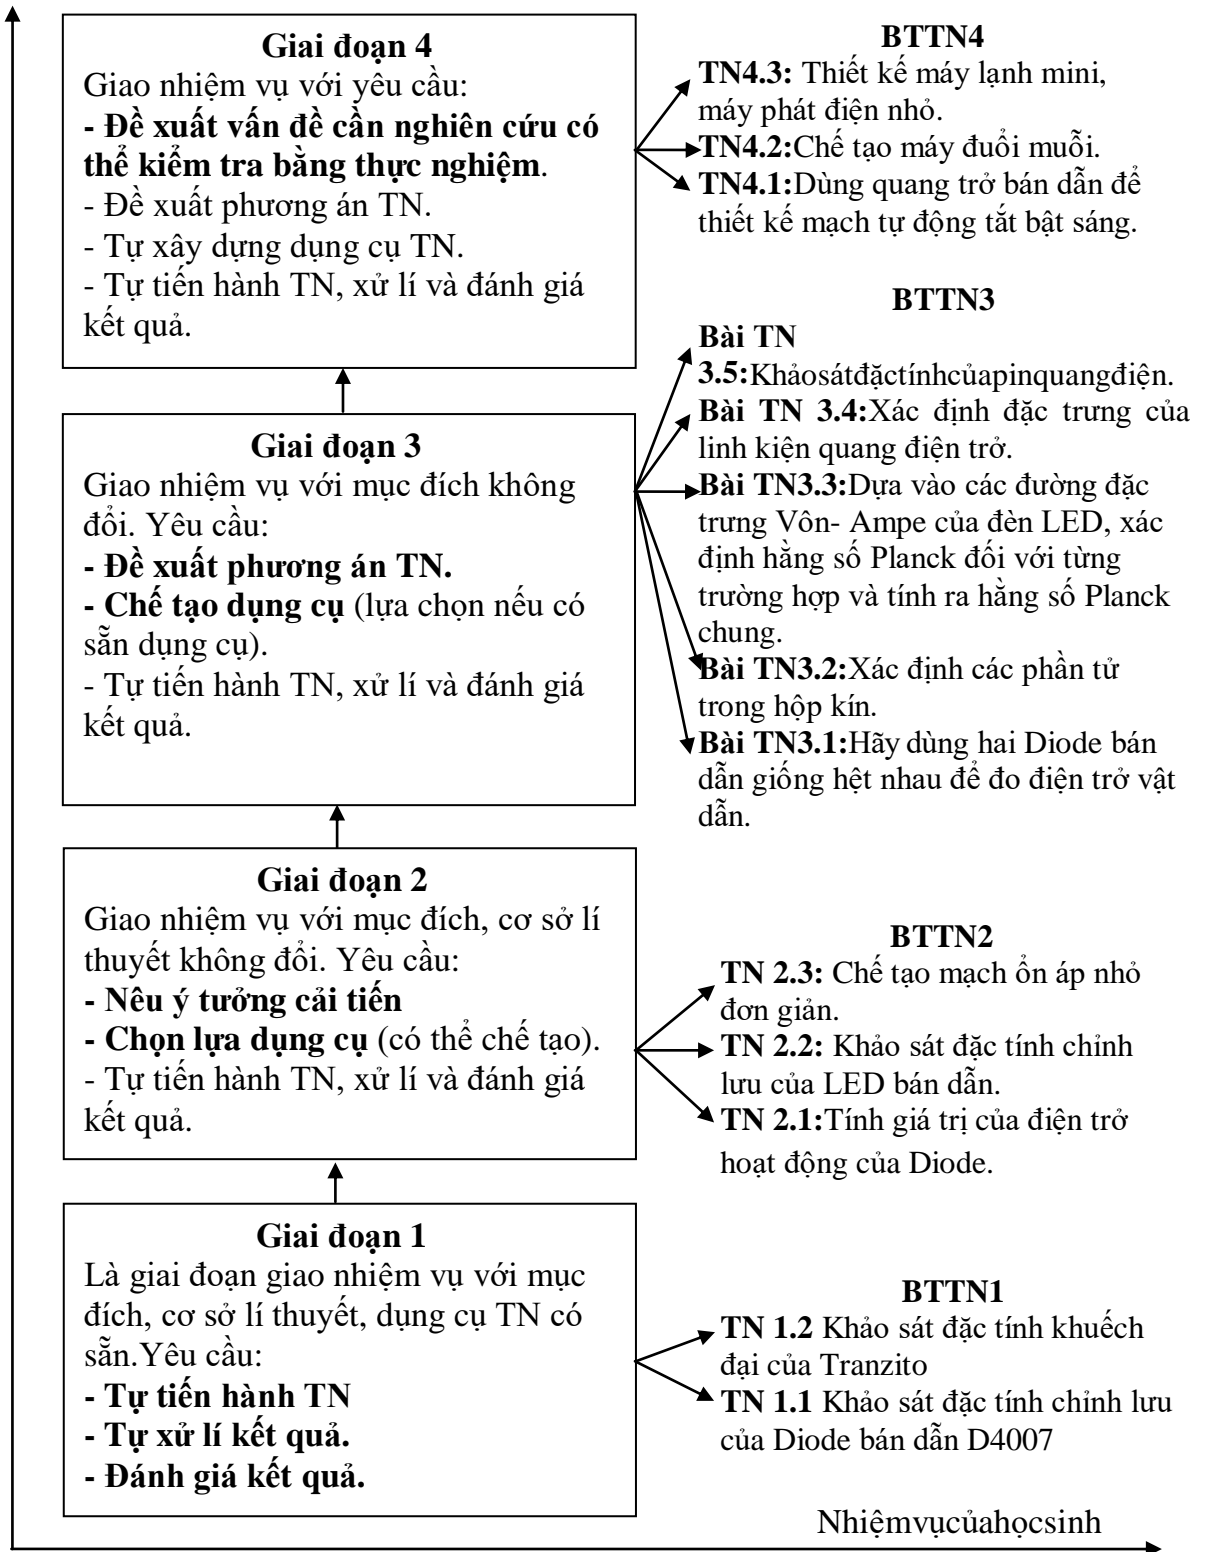 Giai đoạn 4
Giao nhiệm vụ với yêu cầu:
- Đề xuất vấn đề cần nghiên cứu có
thể kiểm tra bằng thực nghiệm.
- Đề xuất phương án TN.
- Tự xây dựng dụng cụ TN.
- Tự tiến hành TN, xử lí và đánh giá
kết quả.
BTTN4
TN4.3: Thiết kế máy lạnh mini,
máy phát điện nhỏ.
TN4.2:Chế tạo máy đuổi muỗi.
TN4.1:Dùng quang trở bán dẫn để
thiết kế mạch tự động tắt bật sáng.
Giai đoạn 3
Giao nhiệm vụ với mục đích không
đổi. Yêu cầu:
- Đề xuất phương án TN.
- Chế tạo dụng cụ (lựa chọn nếu có
sẵn dụng cụ).
- Tự tiến hành TN, xử lí và đánh giá
kết quả.
BTTN3
Bài TN
3.5:Khảosátđặctínhcủapinquangđiện.
Bài TN 3.4:Xác định đặc trưng của
linh kiện quang điện trở.
Bài TN3.3:Dựa vào các đường đặc
trưng Vôn- Ampe của đèn LED, xác
định hằng số Planck đối với từng
trường hợp và tính ra hằng số Planck
chung.
Bài TN3.2:Xác định các phần tử
trong hộp kín.
Bài TN3.1:Hãy dùng hai Diode bán
dẫn giống hệt nhau để đo điện trở vật
dẫn.
Giai đoạn 2
Giao nhiệm vụ với mục đích, cơ sở lí
thuyết không đổi. Yêu cầu:
- Nêu ý tưởng cải tiến
- Chọn lựa dụng cụ (có thể chế tạo).
- Tự tiến hành TN, xử lí và đánh giá
kết quả.
BTTN2
TN 2.3: Chế tạo mạch ổn áp nhỏ
đơn giản.
TN 2.2: Khảo sát đặc tính chỉnh
lưu của LED bán dẫn.
TN 2.1:Tính giá trị của điện trở
hoạt động của Diode.
Giai đoạn 1
Là giai đoạn giao nhiệm vụ với mục
đích, cơ sở lí thuyết, dụng cụ TN có
sẵn.Yêu cầu:
- Tự tiến hành TN
- Tự xử lí kết quả.
- Đánh giá kết quả.
BTTN1
TN 1.2 Khảo sát đặc tính khuếch
đại của Tranzito
TN 1.1 Khảo sát đặc tính chỉnh lưu
của Diode bán dẫn D4007
Nhiệmvụcủahọcsinh